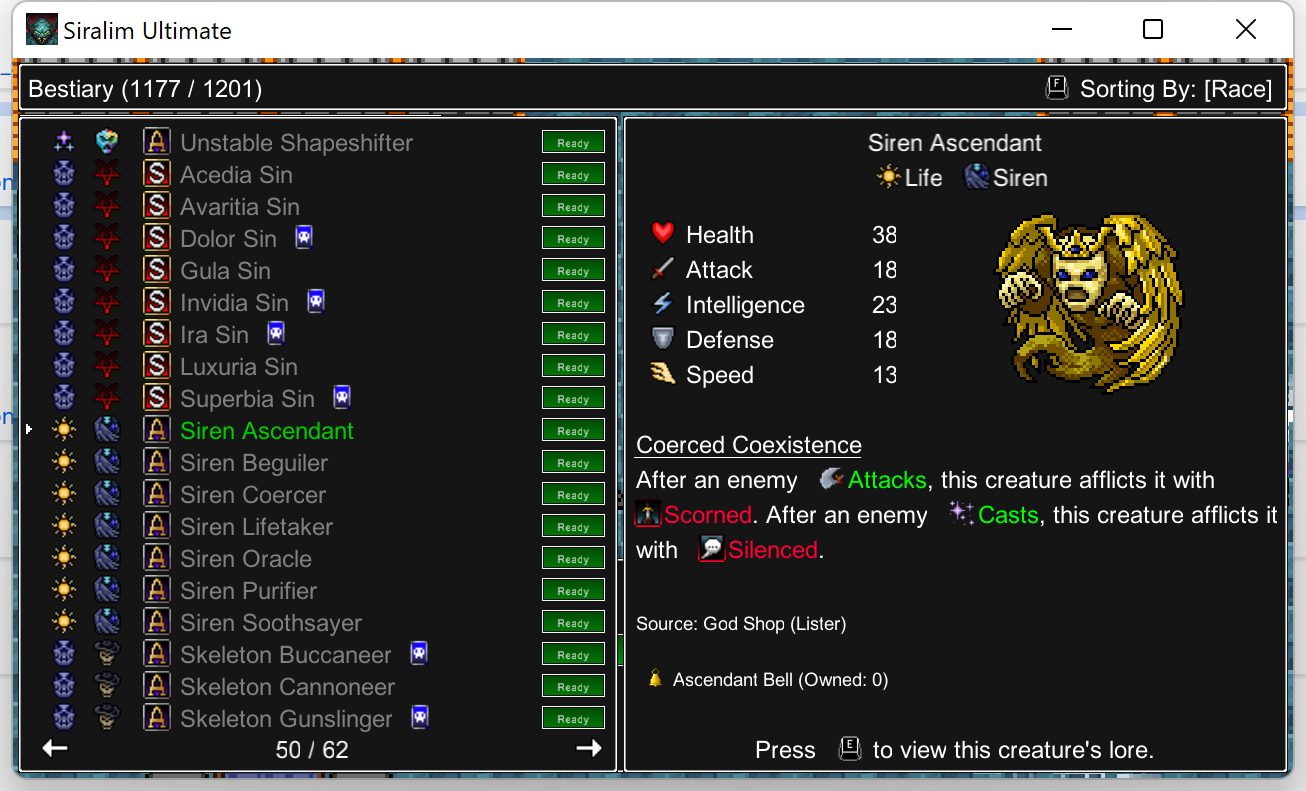 Siralim Ultimate
Bestiary (1177 / 1201)
F Sorting By: [Race]
A Unstable Shapeshifter Ready
S Acedia Sin Ready
S Avaritia Sin Ready
S Dolor Sin Ready
S Gula Sin Ready
S Invidia Sin Ready
S Ira Sin Ready
S Luxuria Sin Ready
S Superbia Sin Ready
A Siren Ascendant Ready
A Siren Beguiler Ready
A Siren Coercer Ready
A Siren Lifetaker Ready
A Siren Oracle Ready
A Siren Purifier Ready
A Siren Soothsayer Ready
A Skeleton Buccaneer Ready
A Skeleton Cannoneer Ready
A Skeleton Gunslinger Ready
50 / 62
Siren Ascendant
Life Siren
Health 38
Attack 18
Intelligence 23
Defense 18
Speed 13
Coerced Coexistence
After an enemy Attacks, this creature afflicts it with
Scorned. After an enemy Casts, this creature afflicts it
with Silenced.
Source: God Shop (Lister)
Ascendant Bell (Owned: 0)
Press E to view this creature's lore.